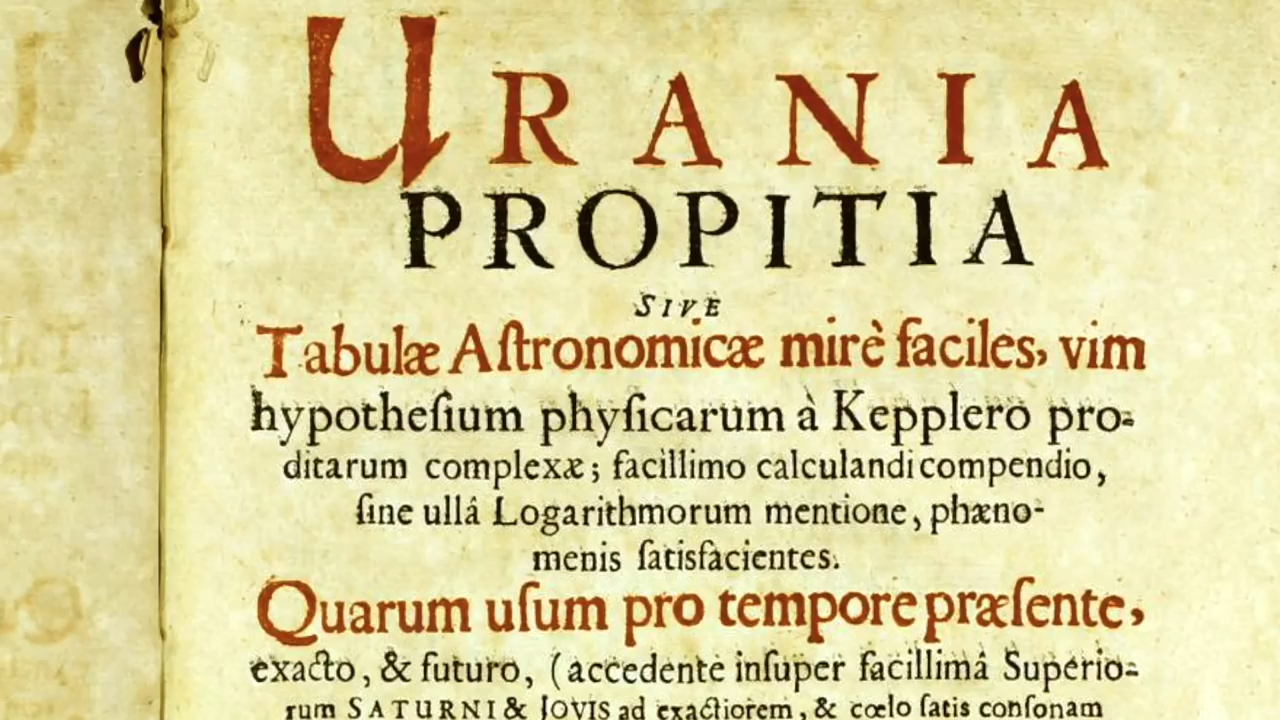 URANIA
PROPITIA
SIVE
Tabulæ Aſtronomicæ mirè faciles, vim
hypotheſium phyſicarum à Kepplero pro-
ditarum complexæ; facillimo calculandi compendio,
ſine ullâ Logarithmorum mentione, phæno-
menis ſatisfacientes.
Quarum uſum pro tempore præſente,
exacto, & futuro, (accedente inſuper facillimâ Superio-
rum SATURNI & JOVIS ad exactiorem, & cœlo ſatis conſonam